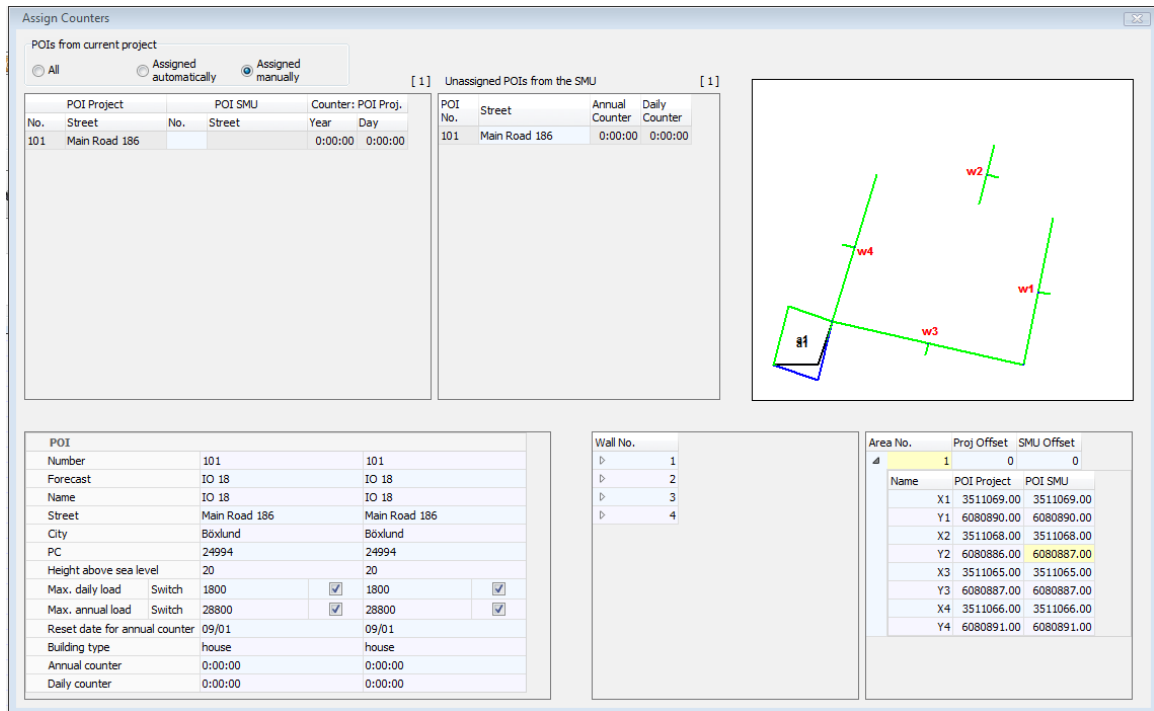 Assign Counters
POIs from current project
All
Assigned automatically
Assigned manually
[ 1 ]
Unassigned POIs from the SMU
[ 1 ]
POI Project POI SMU Counter: POI Proj.
No. Street No. Street Year Day
101 Main Road 186 0:00:00 0:00:00
POI No. Street Annual Counter Daily Counter
101 Main Road 186 0:00:00 0:00:00
w2
w4
w1
w3
a1
POI
Number 101 101
Forecast IO 18 IO 18
Name IO 18 IO 18
Street Main Road 186 Main Road 186
City Böxlund Böxlund
PC 24994 24994
Height above sea level 20 20
Max. daily load Switch 1800 1800
Max. annual load Switch 28800 28800
Reset date for annual counter 09/01 09/01
Building type house house
Annual counter 0:00:00 0:00:00
Daily counter 0:00:00 0:00:00
Wall No.
1
2
3
4
Area No. Proj Offset SMU Offset
1 0 0
Name POI Project POI SMU
X1 3511069.00 3511069.00
Y1 6080890.00 6080890.00
X2 3511068.00 3511068.00
Y2 6080886.00 6080887.00
X3 3511065.00 3511065.00
Y3 6080887.00 6080887.00
X4 3511066.00 3511066.00
Y4 6080891.00 6080891.00